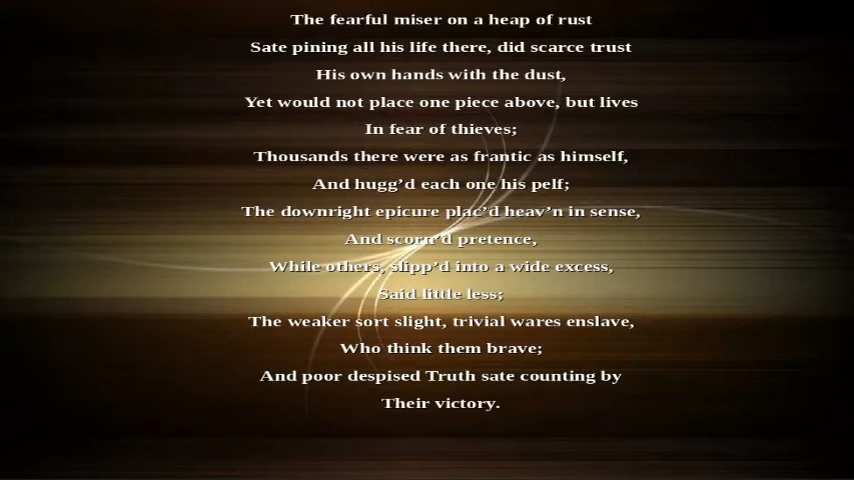 The fearful miser on a heap of rust
Sate pining all his life there, did scarce trust
His own hands with the dust,
Yet would not place one piece above, but lives
In fear of thieves;
Thousands there were as frantic as himself,
And hugg’d each one his pelf;
The downright epicure plac’d heav’n in sense,
And scorn’d pretence,
While others, slipp’d into a wide excess,
Said little less;
The weaker sort slight, trivial wares enslave,
Who think them brave;
And poor despised Truth sate counting by
Their victory.